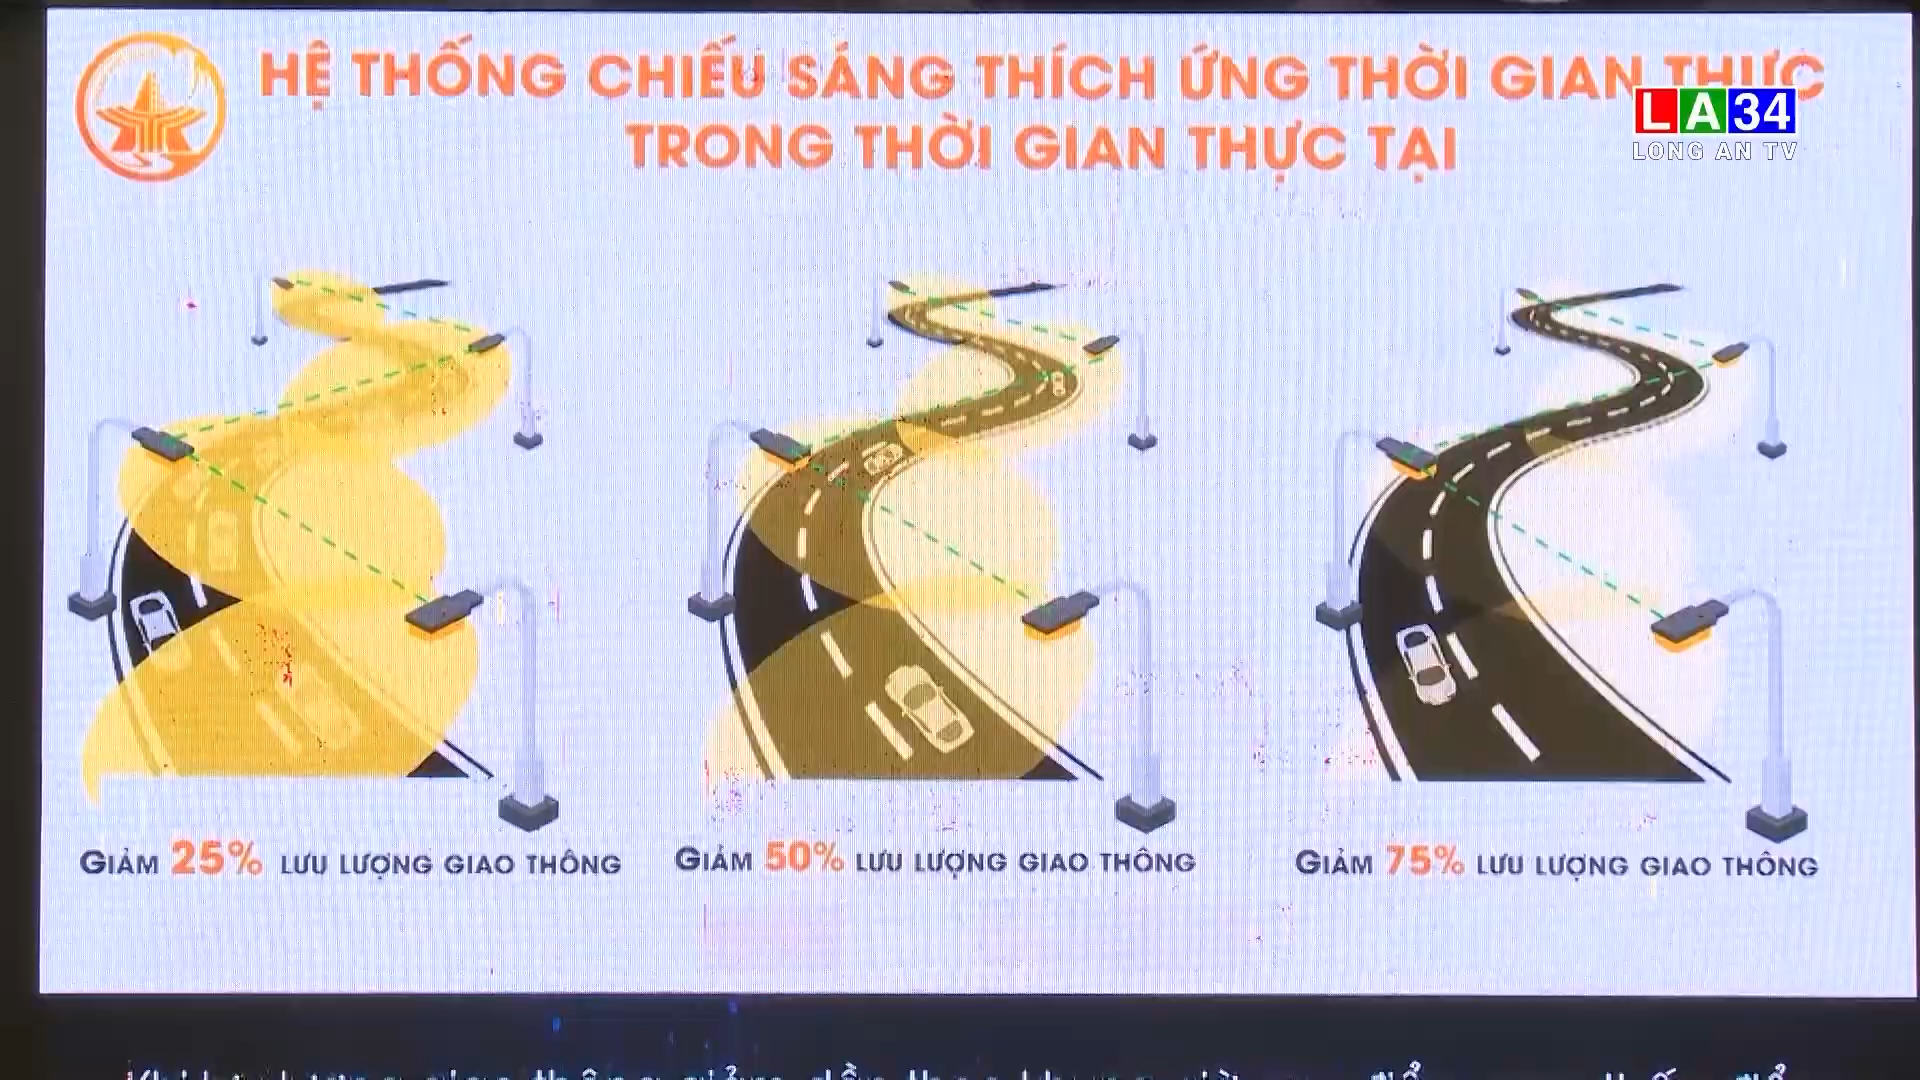 HỆ THỐNG CHIẾU SÁNG THÍCH ỨNG THỜI GIAN THỰC
TRONG THỜI GIAN THỰC TẠI
LA34
LONG AN TV
GIẢM 25% LƯU LƯỢNG GIAO THÔNG
GIẢM 50% LƯU LƯỢNG GIAO THÔNG
GIẢM 75% LƯU LƯỢNG GIAO THÔNG